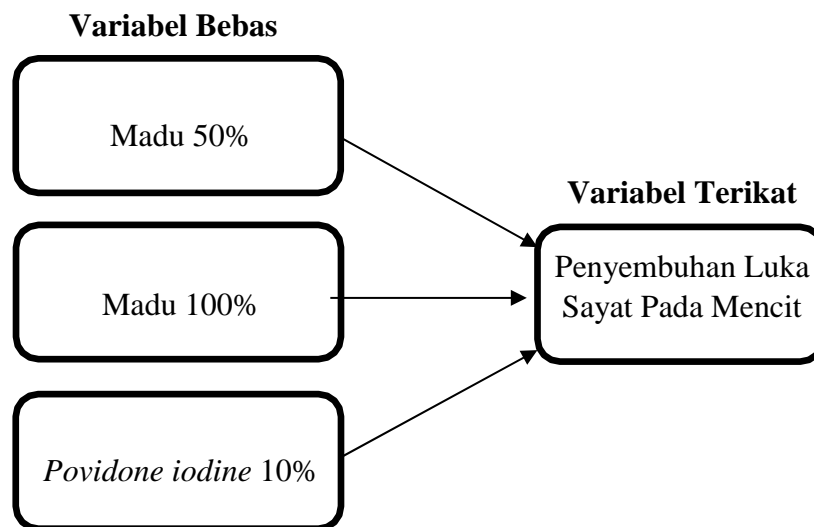 Variabel Bebas
Madu 50%
Madu 100%
Povidone iodine 10%
Variabel Terikat
Penyembuhan Luka
Sayat Pada Mencit